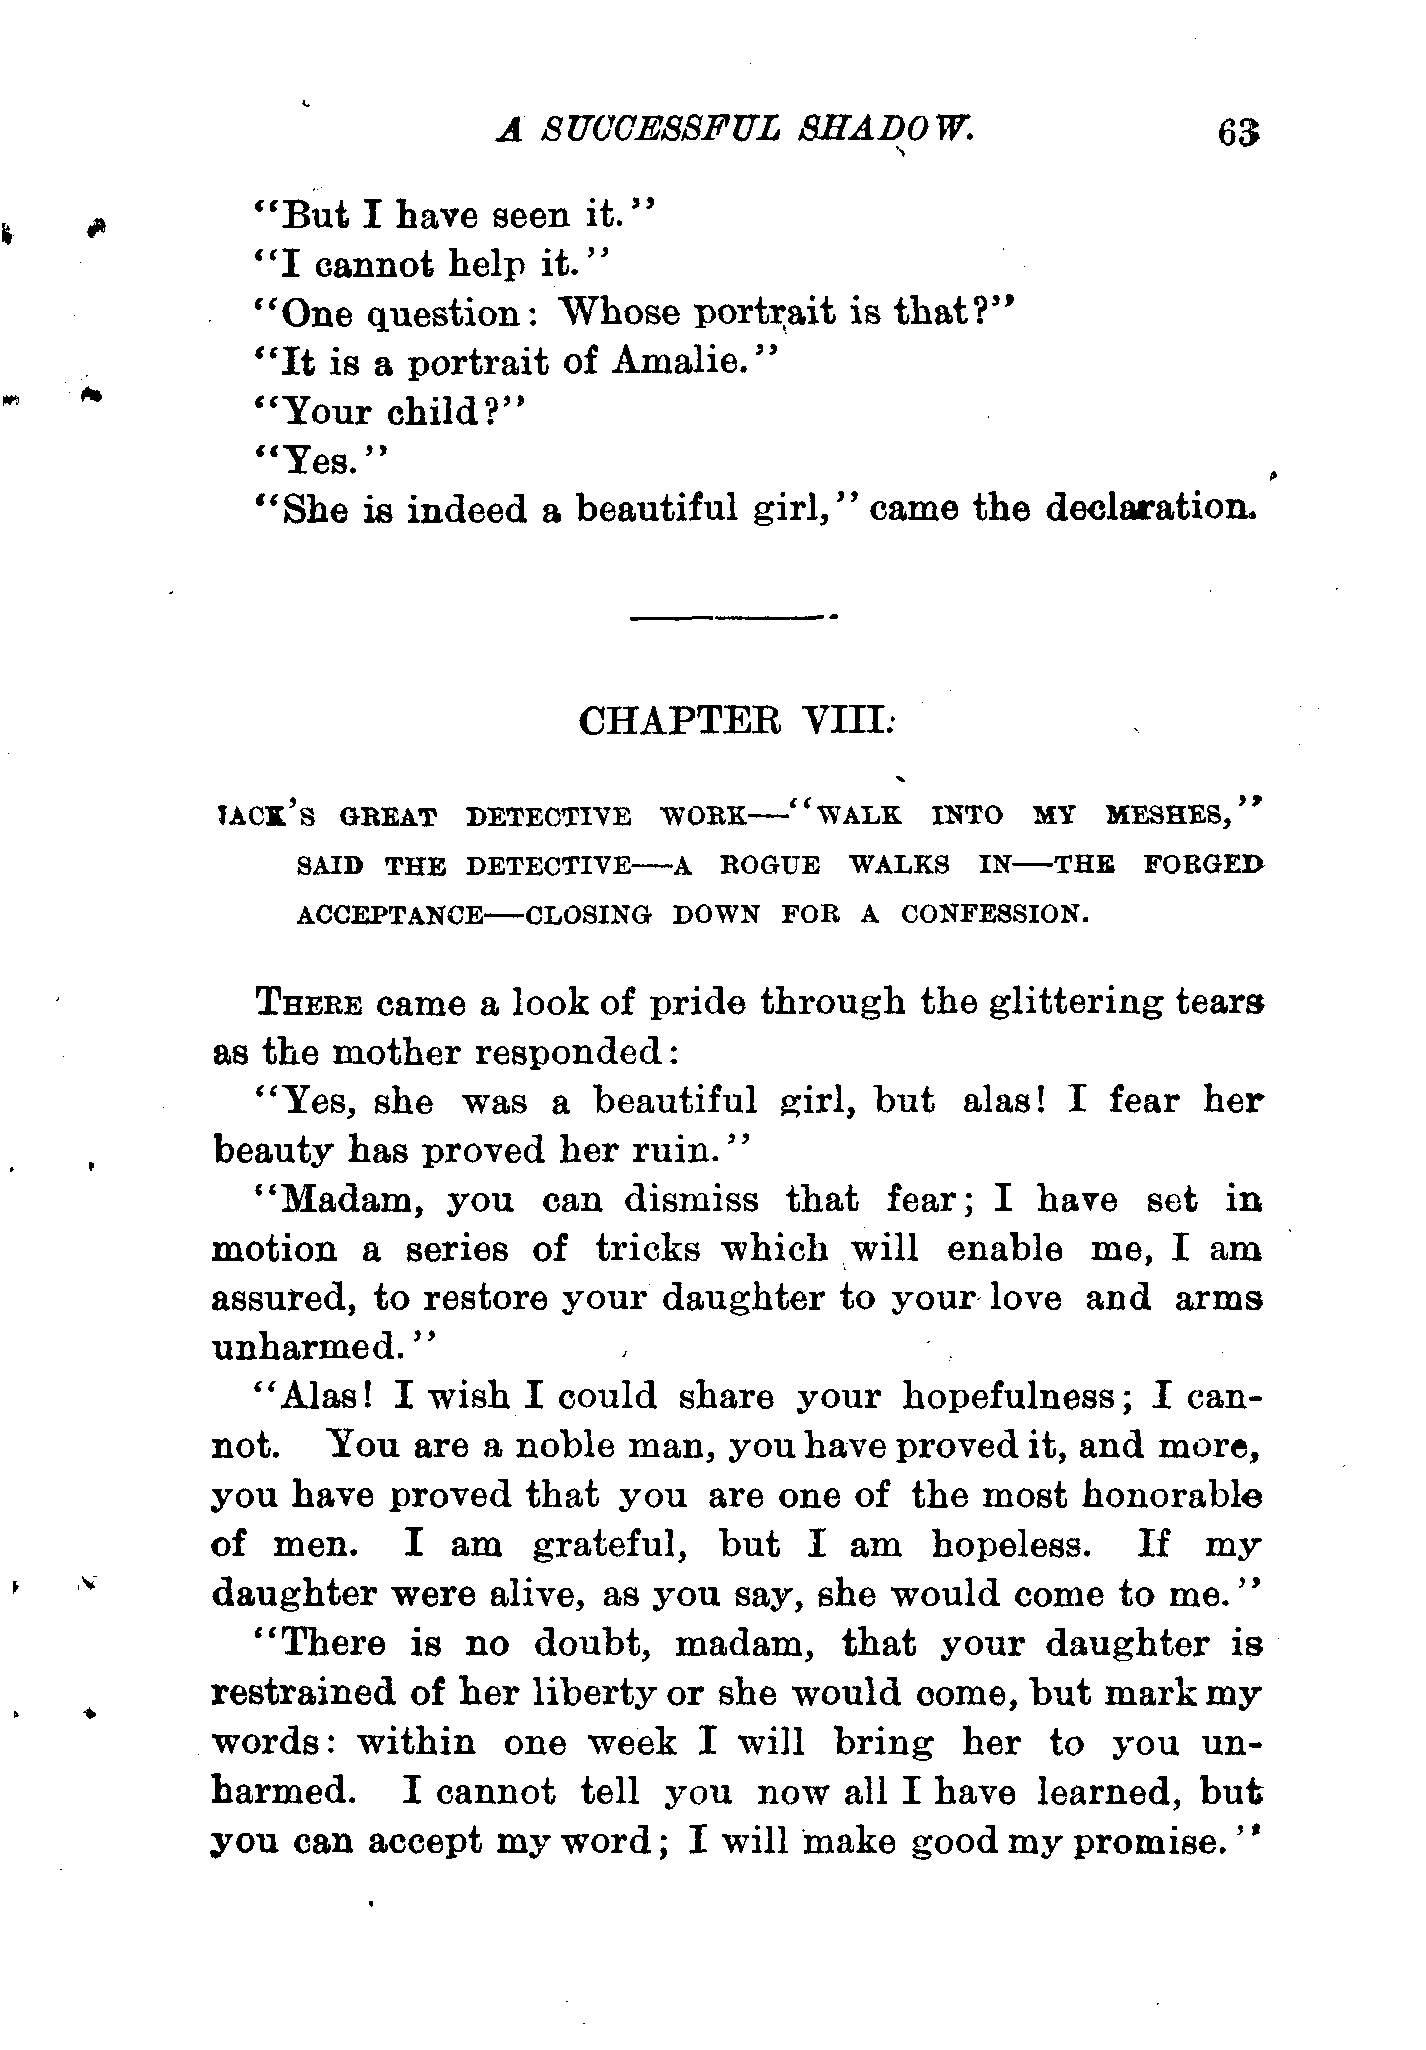 A SUCCESSFUL SHADOW. 63
"But I have seen it."
"I cannot help it."
"One question: Whose portrait is that?"
"It is a portrait of Amalie."
"Your child?"
"Yes."
"She is indeed a beautiful girl," came the declaration.
CHAPTER VIII.
JACK'S GREAT DETECTIVE WORK—"WALK INTO MY MESHES,"
SAID THE DETECTIVE—A ROGUE WALKS IN—THE FORGED
ACCEPTANCE—CLOSING DOWN FOR A CONFESSION.
THERE came a look of pride through the glittering tears
as the mother responded:
"Yes, she was a beautiful girl, but alas! I fear her
beauty has proved her ruin."
"Madam, you can dismiss that fear; I have set in
motion a series of tricks which will enable me, I am
assured, to restore your daughter to your love and arms
unharmed."
"Alas! I wish I could share your hopefulness; I can-
not. You are a noble man, you have proved it, and more,
you have proved that you are one of the most honorable
of men. I am grateful, but I am hopeless. If my
daughter were alive, as you say, she would come to me."
"There is no doubt, madam, that your daughter is
restrained of her liberty or she would come, but mark my
words: within one week I will bring her to you un-
harmed. I cannot tell you now all I have learned, but
you can accept my word; I will make good my promise."